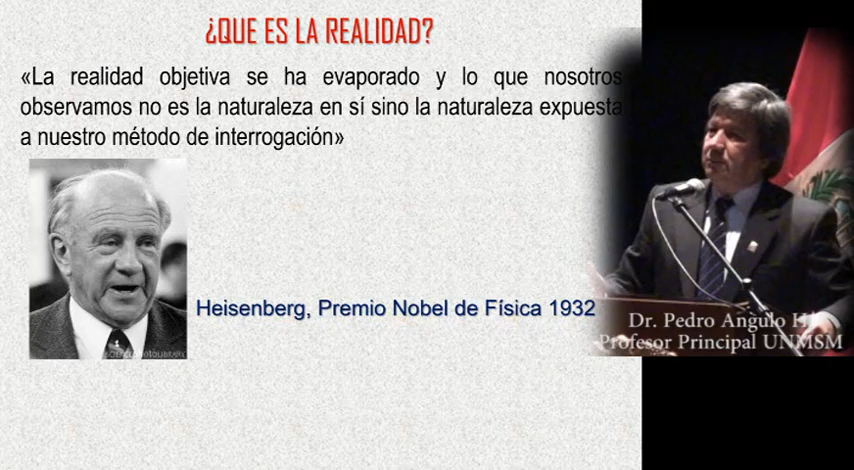 ¿QUE ES LA REALIDAD?
«La realidad objetiva se ha evaporado y lo que nosotros
observamos no es la naturaleza en sí sino la naturaleza expuesta
a nuestro método de interrogación»
Heisenberg, Premio Nobel de Física 1932
Dr. Pedro Angulo
Profesor Principal UNMSM